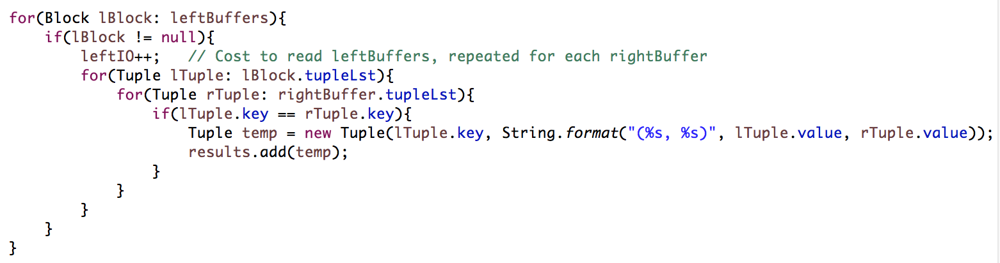 for(Block lBlock: leftBuffers){
    if(lBlock != null){
        leftIO++;   // Cost to read leftBuffers, repeated for each rightBuffer
        for(Tuple lTuple: lBlock.tupleLst){
            for(Tuple rTuple: rightBuffer.tupleLst){
                if(lTuple.key == rTuple.key){
                    Tuple temp = new Tuple(lTuple.key, String.format("(%s, %s)", lTuple.value, rTuple.value));
                    results.add(temp);
                }
            }
        }
    }
}